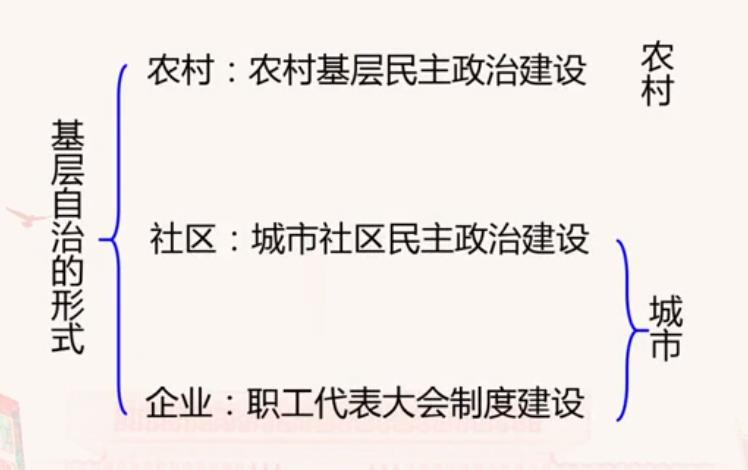 基层自治的形式
农村：农村基层民主政治建设
农村
社区：城市社区民主政治建设
城市
企业：职工代表大会制度建设